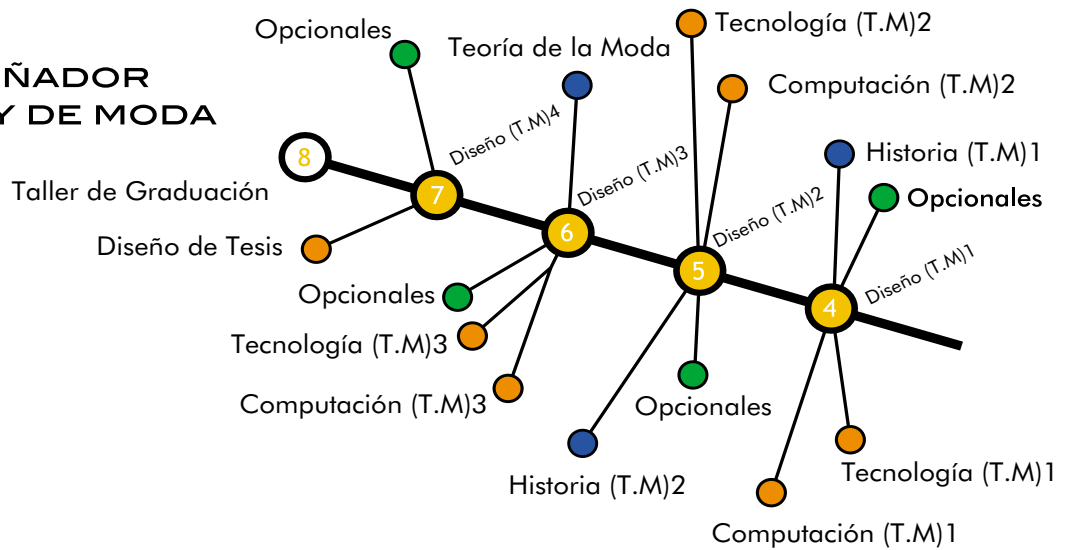 ÑADOR
Y DE MODA
Opcionales
Teoría de la Moda
Tecnología (T.M)2
Computación (T.M)2
Historia (T.M)1
Opcionales
8
Diseño (T.M)4
Taller de Graduación
7
Diseño (T.M)3
Diseño de Tesis
6
Diseño (T.M)2
Opcionales
5
Diseño (T.M)1
Tecnología (T.M)3
4
Computación (T.M)3
Opcionales
Historia (T.M)2
Tecnología (T.M)1
Computación (T.M)1